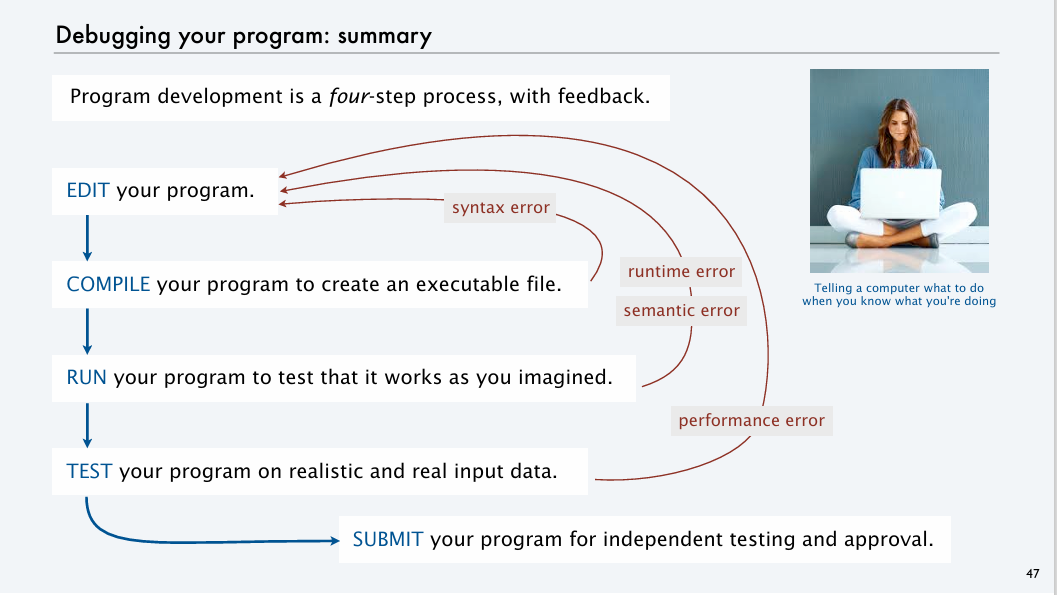 Debugging your program: summary
Program development is a four-step process, with feedback.
EDIT your program.
syntax error
COMPILE your program to create an executable file.
runtime error
semantic error
Telling a computer what to do
when you know what you're doing
RUN your program to test that it works as you imagined.
performance error
TEST your program on realistic and real input data.
SUBMIT your program for independent testing and approval.
47